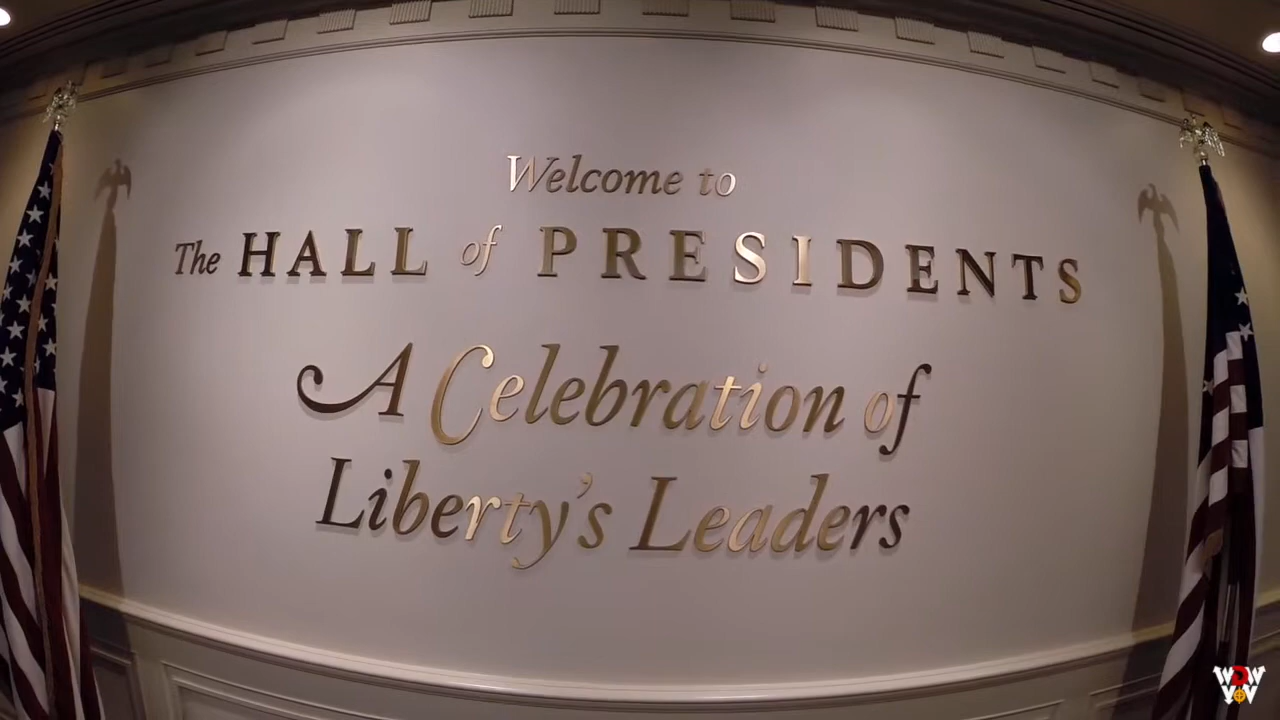 Welcome to
The HALL of PRESIDENTS
A Celebration of
Liberty's Leaders